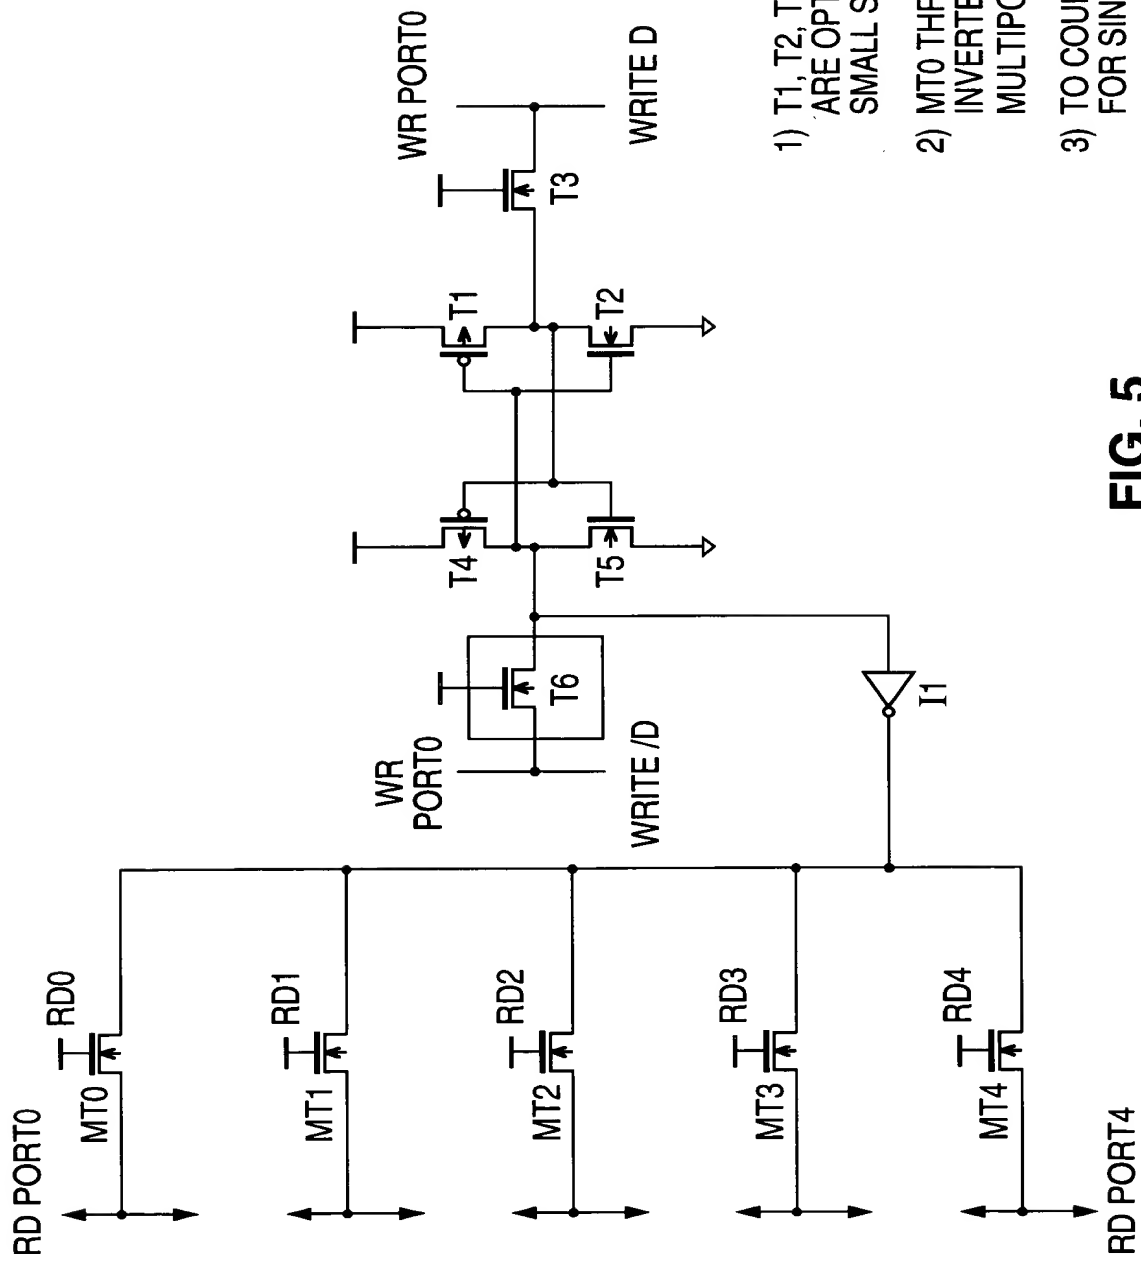 RD PORT0
RD0
MT0
RD1
MT1
WR
PORT0
WR PORT0
T4
T1
RD2
MT2
T6
T3
T5
T2
WRITE /D
WRITE D
RD3
MT3
I1
RD4
MT4
RD PORT4
1) T1, T2, T
ARE OPT
SMALL S
2) MT0 THR
INVERTE
MULTIPO
3) TO COU
FOR SIN
FIG. 5